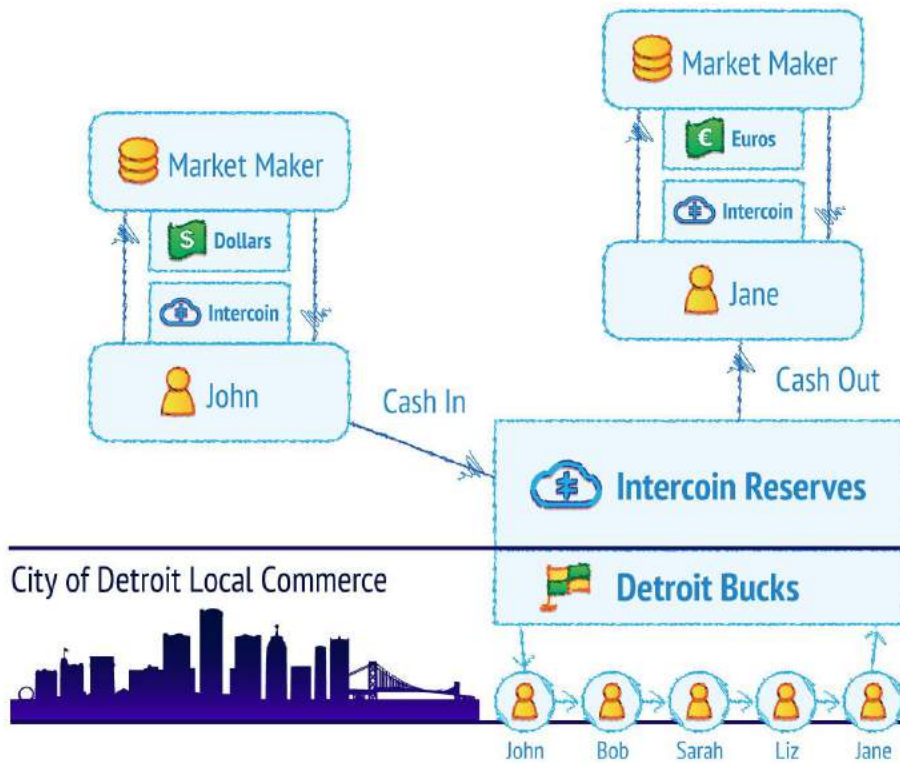 Market Maker
$ Dollars
Intercoin
John
Cash In
Market Maker
€ Euros
Intercoin
Jane
Cash Out
Intercoin Reserves
City of Detroit Local Commerce
Detroit Bucks
John
Bob
Sarah
Liz
Jane